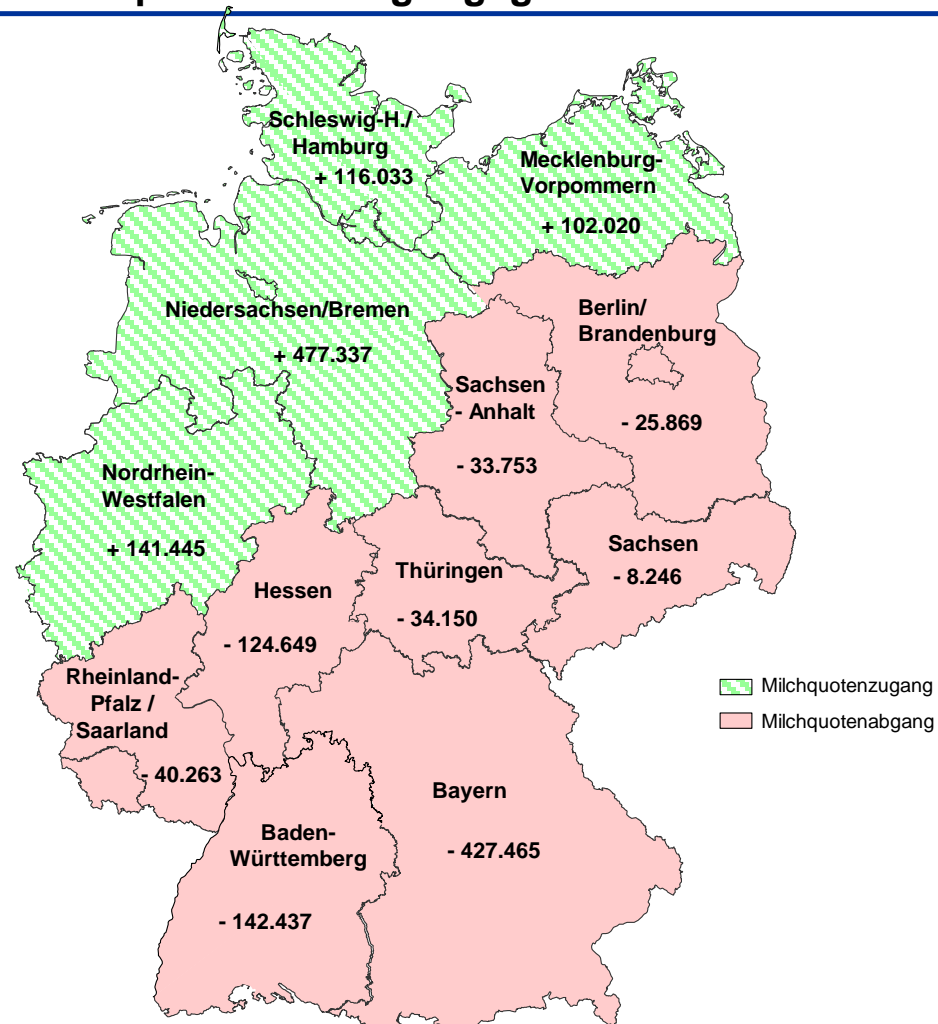 Schleswig-H./
Hamburg
+ 116.033
Mecklenburg-
Vorpommern
+ 102.020
Niedersachsen/Bremen
+ 477.337
Berlin/
Brandenburg
- 25.869
Sachsen
- Anhalt
- 33.753
Nordrhein-
Westfalen
+ 141.445
Sachsen
- 8.246
Thüringen
- 34.150
Hessen
- 124.649
Rheinland-
Pfalz /
Saarland
- 40.263
Milchquotenzugang
Milchquotenabgang
Bayern
- 427.465
Baden-
Württemberg
- 142.437